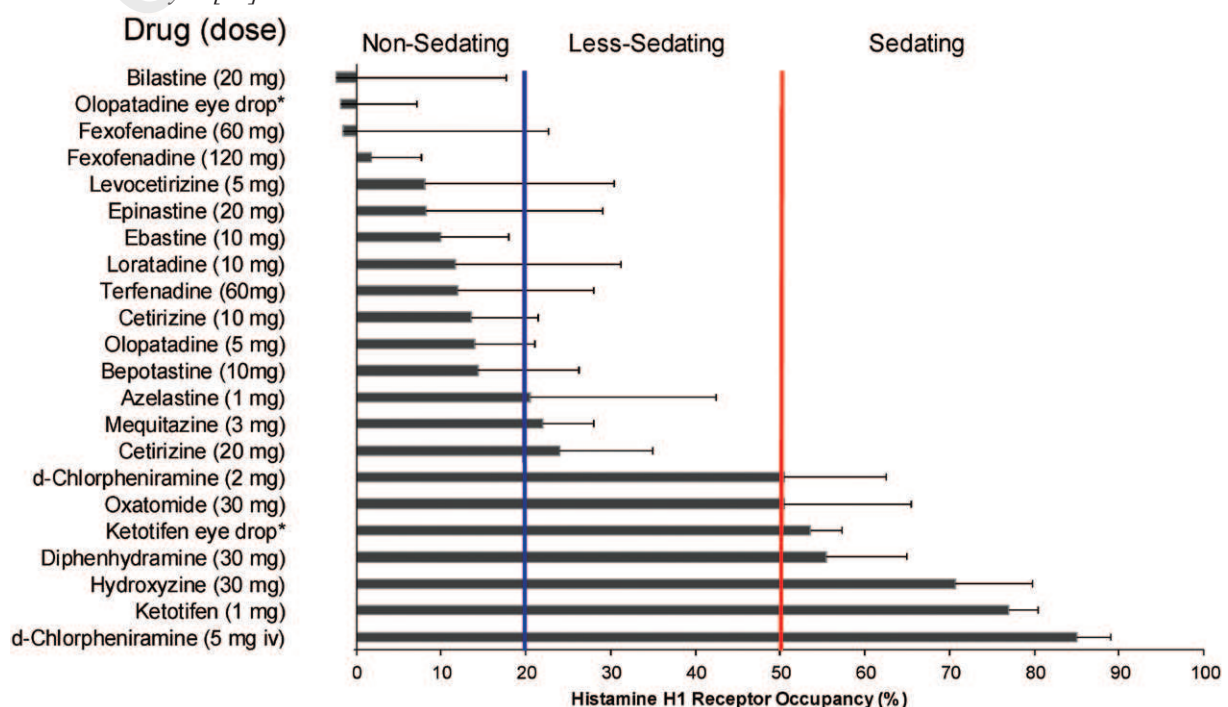 Drug (dose)
Non-Sedating Less-Sedating Sedating
Bilastine (20 mg)
Olopatadine eye drop*
Fexofenadine (60 mg)
Fexofenadine (120 mg)
Levocetirizine (5 mg)
Epinastine (20 mg)
Ebastine (10 mg)
Loratadine (10 mg)
Terfenadine (60mg)
Cetirizine (10 mg)
Olopatadine (5 mg)
Bepotastine (10mg)
Azelastine (1 mg)
Mequitazine (3 mg)
Cetirizine (20 mg)
d-Chlorpheniramine (2 mg)
Oxatomide (30 mg)
Ketotifen eye drop*
Diphenhydramine (30 mg)
Hydroxyzine (30 mg)
Ketotifen (1 mg)
d-Chlorpheniramine (5 mg iv)
0 10 20 30 40 50 60 70 80 90 100
Histamine H1 Receptor Occupancy (%)